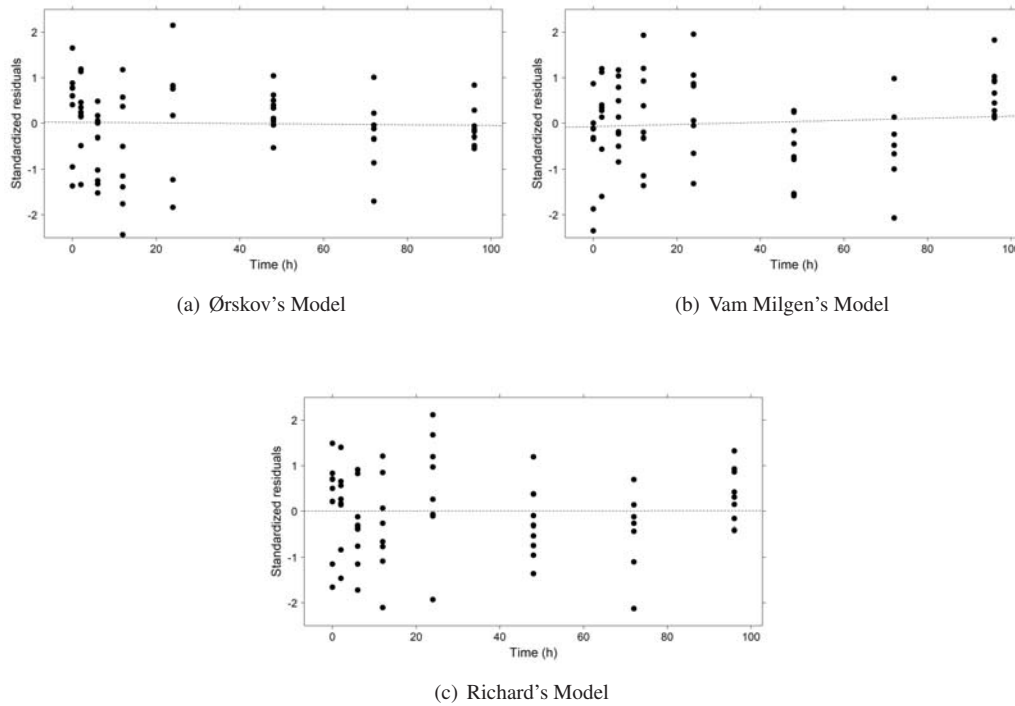 2
1
0
-1
-2
Standardized residuals
0 20 40 60 80 100
Time (h)
(a) Ørskov's Model
2
1
0
-1
-2
Standardized residuals
0 20 40 60 80 100
Time (h)
(b) Vam Milgen's Model
2
1
0
-1
-2
Standardized residuals
0 20 40 60 80 100
Time (h)
(c) Richard's Model